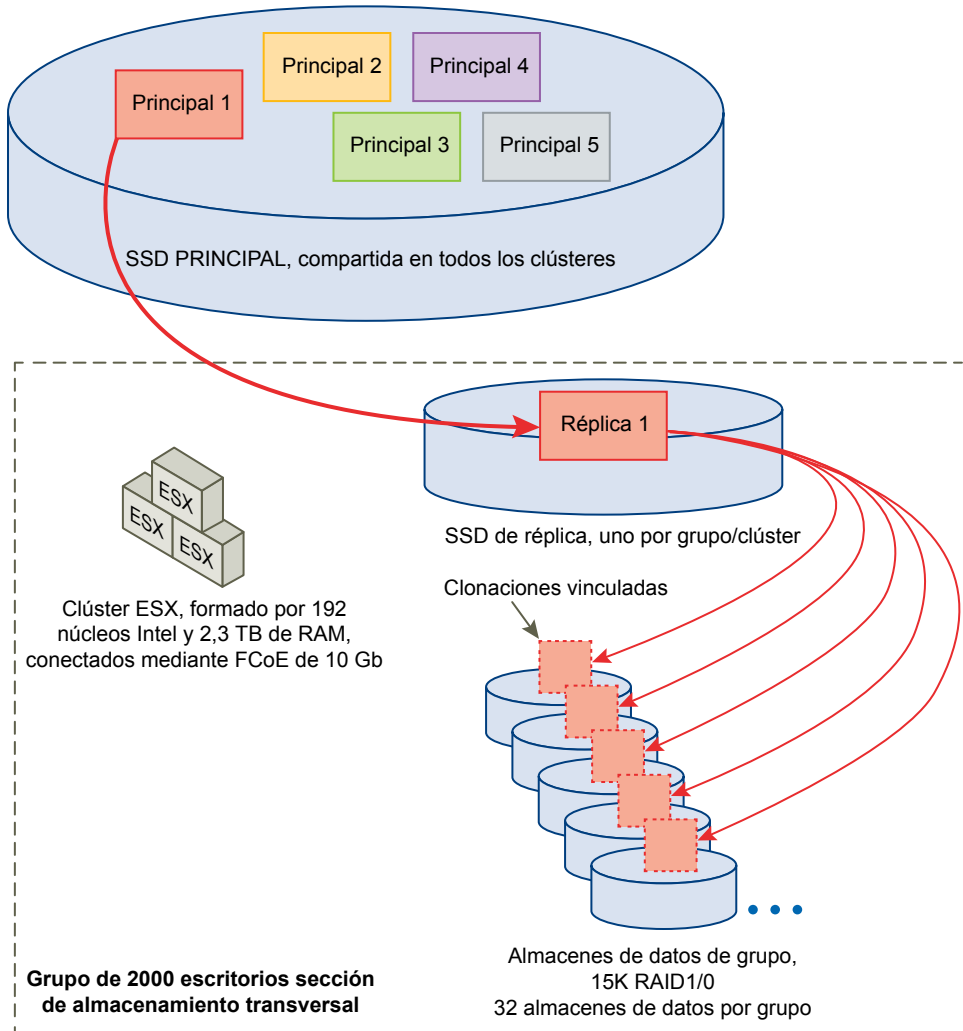 Principal 1
Principal 2
Principal 4
Principal 3
Principal 5
SSD PRINCIPAL, compartida en todos los clústeres
Réplica 1
SSD de réplica, uno por grupo/clúster
ESX
ESX
ESX
Clúster ESX, formado por 192
núcleos Intel y 2,3 TB de RAM,
conectados mediante FCoE de 10 Gb
Clonaciones vinculadas
Almacenes de datos de grupo,
15K RAID1/0
32 almacenes de datos por grupo
Grupo de 2000 escritorios sección
de almacenamiento transversal